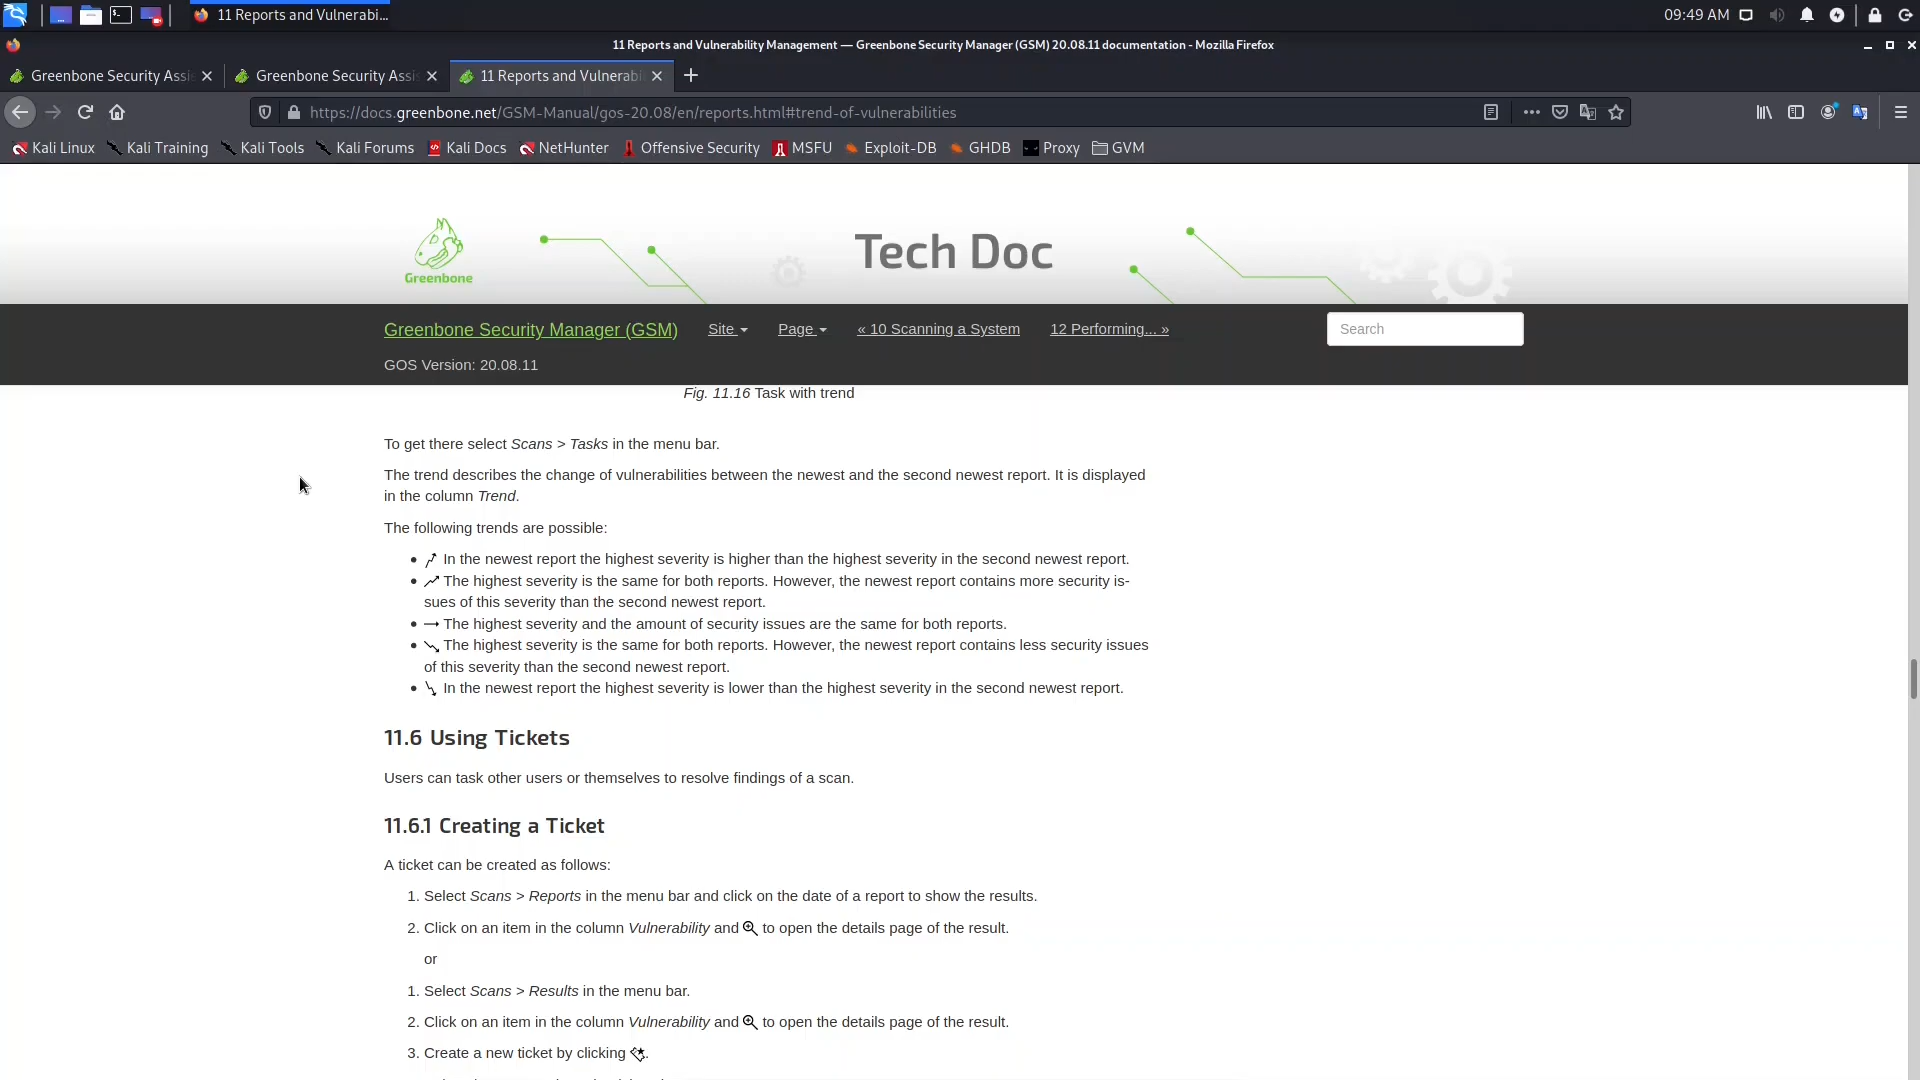 11 Reports and Vulnerabi...
09:49 AM
11 Reports and Vulnerability Management — Greenbone Security Manager (GSM) 20.08.11 documentation - Mozilla Firefox
Greenbone Security Assi
Greenbone Security Assi
11 Reports and Vulnerabi
https://docs.greenbone.net/GSM-Manual/gos-20.08/en/reports.html#trend-of-vulnerabilities
Kali Linux Kali Training Kali Tools Kali Forums Kali Docs NetHunter Offensive Security MSFU Exploit-DB GHDB Proxy GVM
Greenbone
Tech Doc
Greenbone Security Manager (GSM) Site Page « 10 Scanning a System 12 Performing... » Search
GOS Version: 20.08.11
Fig. 11.16 Task with trend
To get there select Scans > Tasks in the menu bar.
The trend describes the change of vulnerabilities between the newest and the second newest report. It is displayed
in the column Trend.
The following trends are possible:
• In the newest report the highest severity is higher than the highest severity in the second newest report.
• The highest severity is the same for both reports. However, the newest report contains more security is-
sues of this severity than the second newest report.
• The highest severity and the amount of security issues are the same for both reports.
• The highest severity is the same for both reports. However, the newest report contains less security issues
of this severity than the second newest report.
• In the newest report the highest severity is lower than the highest severity in the second newest report.
11.6 Using Tickets
Users can task other users or themselves to resolve findings of a scan.
11.6.1 Creating a Ticket
A ticket can be created as follows:
1. Select Scans > Reports in the menu bar and click on the date of a report to show the results.
2. Click on an item in the column Vulnerability and to open the details page of the result.
or
1. Select Scans > Results in the menu bar.
2. Click on an item in the column Vulnerability and to open the details page of the result.
3. Create a new ticket by clicking .